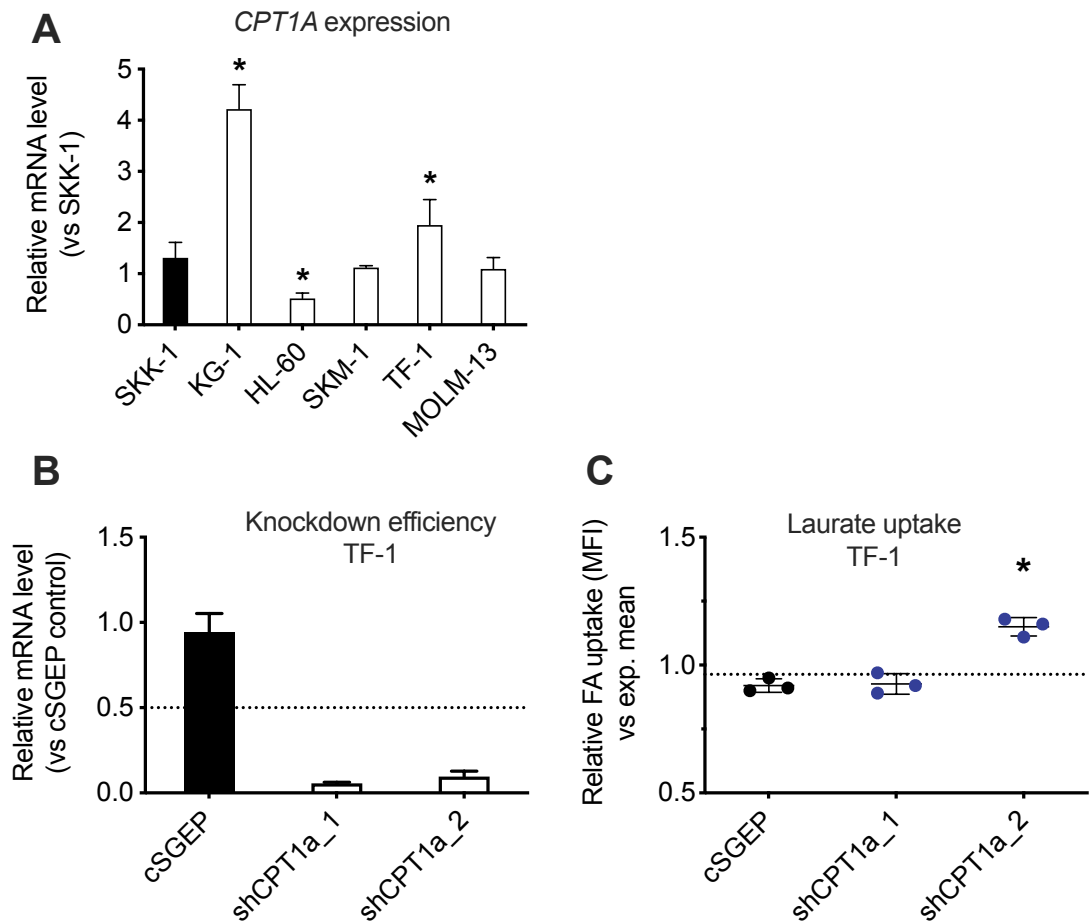 A
CPT1A expression
Relative mRNA level
(vs SKK-1)
5
4
3
2
1
0
*
*
*
SKK-1
KG-1
HL-60
SKM-1
TF-1
MOLM-13
B
Knockdown efficiency
TF-1
Relative mRNA level
(vs cSGEP control)
1.5
1.0
0.5
0.0
cSGEP
shCPT1a_1
shCPT1a_2
C
Laurate uptake
TF-1
Relative FA uptake (MFI)
vs exp. mean
1.5
1.0
0.5
*
cSGEP
shCPT1a_1
shCPT1a_2